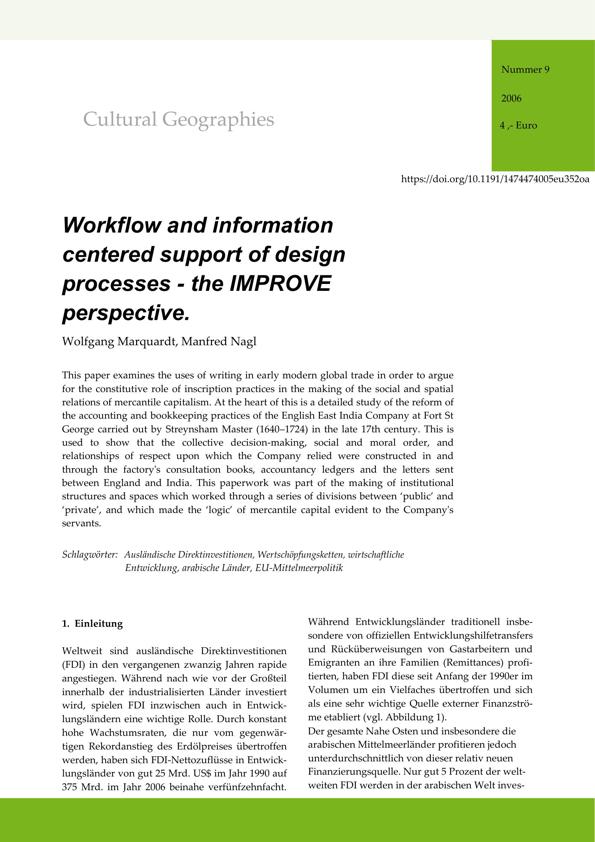 Nummer 9
2006
4 ,- Euro
Cultural Geographies
https://doi.org/10.1191/1474474005eu352oa
Workflow and information
centered support of design
processes - the IMPROVE
perspective.
Wolfgang Marquardt, Manfred Nagl
This paper examines the uses of writing in early modern global trade in order to argue
for the constitutive role of inscription practices in the making of the social and spatial
relations of mercantile capitalism. At the heart of this is a detailed study of the reform of
the accounting and bookkeeping practices of the English East India Company at Fort St
George carried out by Streynsham Master (1640–1724) in the late 17th century. This is
used to show that the collective decision-making, social and moral order, and
relationships of respect upon which the Company relied were constructed in and
through the factory's consultation books, accountancy ledgers and the letters sent
between England and India. This paperwork was part of the making of institutional
structures and spaces which worked through a series of divisions between ‘public’ and
‘private’, and which made the ‘logic’ of mercantile capital evident to the Company's
servants.
Schlagwörter: Ausländische Direktinvestitionen, Wertschöpfungsketten, wirtschaftliche
Entwicklung, arabische Länder, EU-Mittelmeerpolitik
1. Einleitung
Weltweit sind ausländische Direktinvestitionen
(FDI) in den vergangenen zwanzig Jahren rapide
angestiegen. Während nach wie vor der Großteil
innerhalb der industrialisierten Länder investiert
wird, spielen FDI inzwischen auch in Entwick-
lungsländern eine wichtige Rolle. Durch konstant
hohe Wachstumsraten, die nur vom gegenwär-
tigen Rekordanstieg des Erdölpreises übertroffen
werden, haben sich FDI-Nettozuflüsse in Entwick-
lungsländer von gut 25 Mrd. US$ im Jahr 1990 auf
375 Mrd. im Jahr 2006 beinahe verfünfzehnfacht.
Während Entwicklungsländer traditionell insbe-
sondere von offiziellen Entwicklungshilfetransfers
und Rücküberweisungen von Gastarbeitern und
Emigranten an ihre Familien (Remittances) profi-
tierten, haben FDI diese seit Anfang der 1990er im
Volumen um ein Vielfaches übertroffen und sich
als eine sehr wichtige Quelle externer Finanzströ-
me etabliert (vgl. Abbildung 1).
Der gesamte Nahe Osten und insbesondere die
arabischen Mittelmeerländer profitieren jedoch
unterdurchschnittlich von dieser relativ neuen
Finanzierungsquelle. Nur gut 5 Prozent der welt-
weiten FDI werden in der arabischen Welt inves-